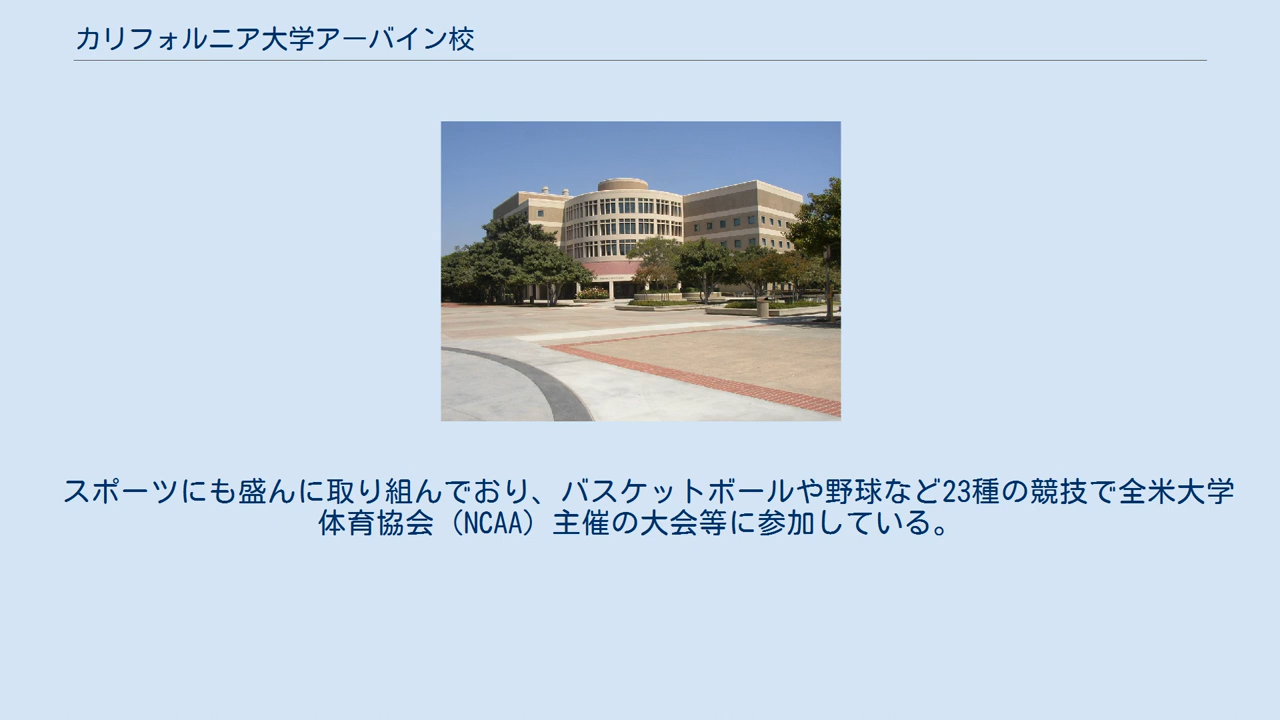 カリフォルニア大学アーバイン校
スポーツにも盛んに取り組んでおり、バスケットボールや野球など23種の競技で全米大学
体育協会（NCAA）主催の大会等に参加している。